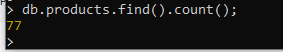 > db.products.find().count();
77
>